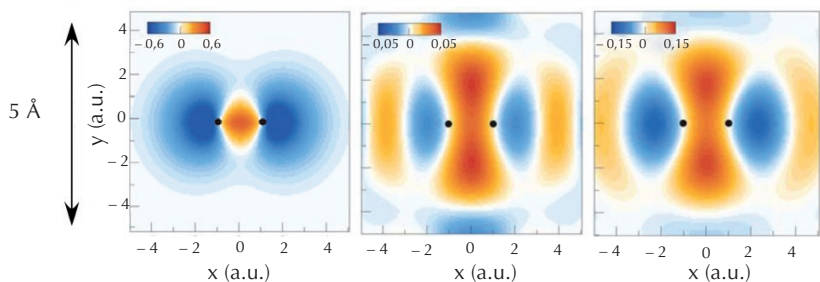 -0,6 0 0,6
-0,05 0 0,05
-0,15 0 0,15
5 Å
y (a.u.)
4
2
0
-2
-4
-4 -2 0 2 4
-4 -2 0 2 4
-4 -2 0 2 4
x (a.u.)
x (a.u.)
x (a.u.)